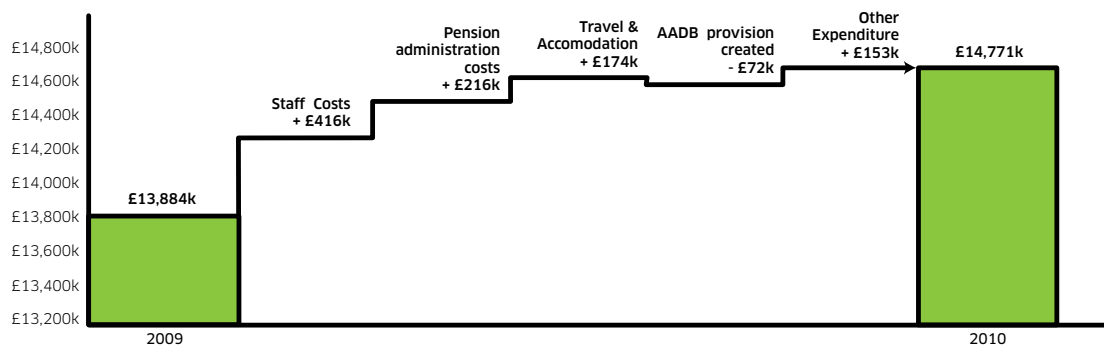 £14,800k
£14,600k
£14,400k
£14,200k
£14,000k
£13,800k
£13,600k
£13,400k
£13,200k
£13,884k
Staff Costs
+ £416k
Pension
administration
costs
+ £216k
Travel &
Accomodation
+ £174k
AADB provision
created
- £72k
Other
Expenditure
+ £153k
£14,771k
2009
2010